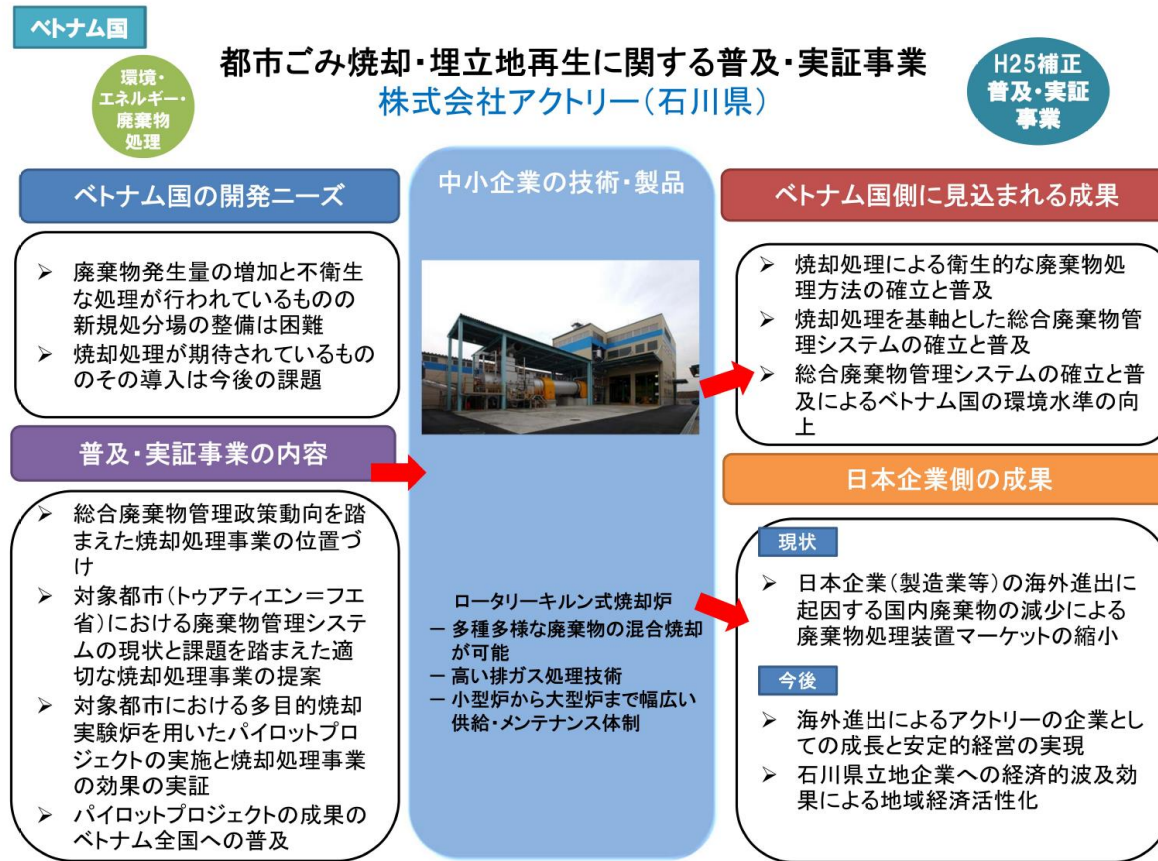 ベトナム国
環境・
エネルギー・
廃棄物
処理
都市ごみ焼却・埋立地再生に関する普及・実証事業
株式会社アクトリー(石川県)
H25補正
普及・実証
事業
ベトナム国の開発ニーズ
➢ 廃棄物発生量の増加と不衛生
な処理が行われているものの
新規処分場の整備は困難
➢ 焼却処理が期待されているもの
のその導入は今後の課題
普及・実証事業の内容
➢ 総合廃棄物管理政策動向を踏
まえた焼却処理事業の位置づ
け
➢ 対象都市(トゥアティエン=フエ
省)における廃棄物管理システ
ムの現状と課題を踏まえた適
切な焼却処理事業の提案
➢ 対象都市における多目的焼却
実験炉を用いたパイロットプロ
ジェクトの実施と焼却処理事業
の効果の実証
➢ パイロットプロジェクトの成果の
ベトナム全国への普及
中小企業の技術・製品
ロータリーキルン式焼却炉
- 多種多様な廃棄物の混合焼却
が可能
- 高い排ガス処理技術
- 小型炉から大型炉まで幅広い
供給・メンテナンス体制
ベトナム国側に見込まれる成果
➢ 焼却処理による衛生的な廃棄物処
理方法の確立と普及
➢ 焼却処理を基軸とした総合廃棄物管
理システムの確立と普及
➢ 総合廃棄物管理システムの確立と普
及によるベトナム国の環境水準の向
上
日本企業側の成果
現状
➢ 日本企業(製造業等)の海外進出に
起因する国内廃棄物の減少による
廃棄物処理装置マーケットの縮小
今後
➢ 海外進出によるアクトリーの企業とし
ての成長と安定的経営の実現
➢ 石川県立地企業への経済的波及効
果による地域経済活性化